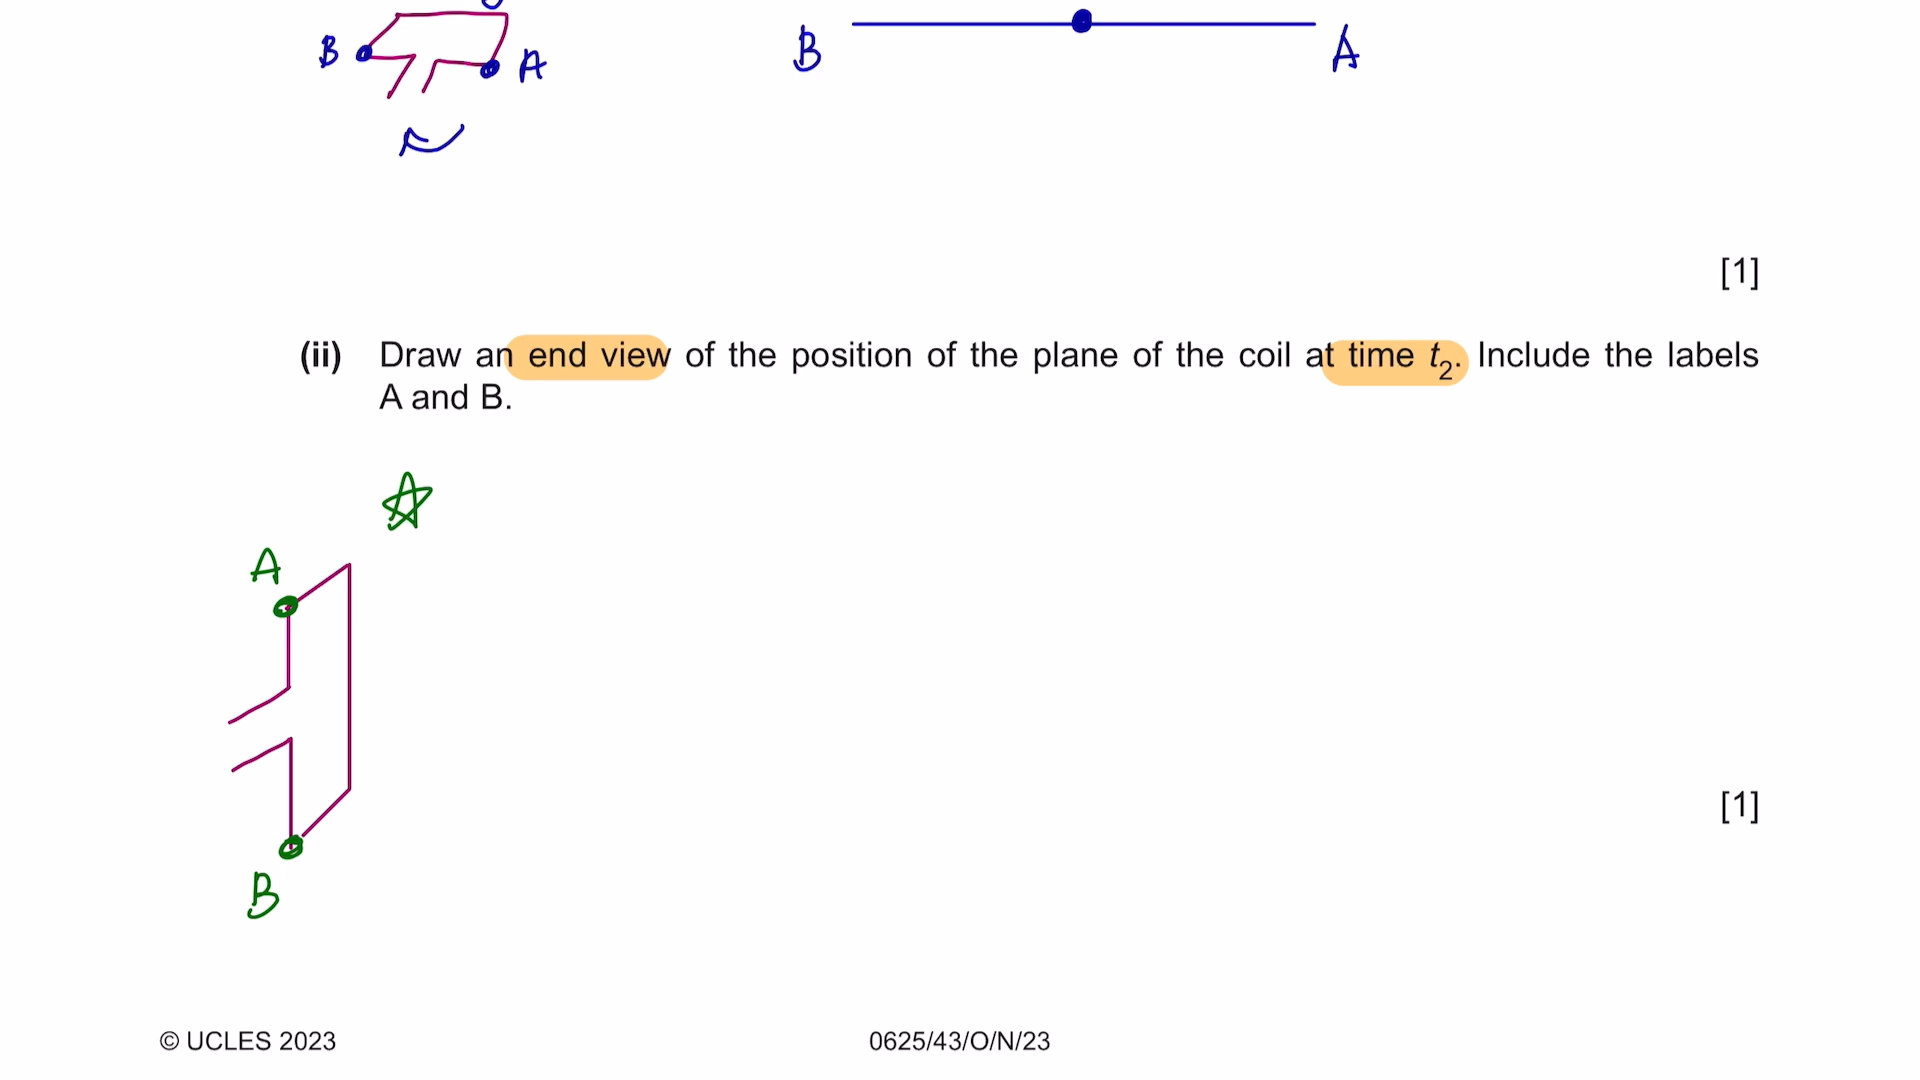 B A
B A
[1]
(ii) Draw an end view of the position of the plane of the coil at time t2. Include the labels
A and B.
A
B
[1]
© UCLES 2023 0625/43/O/N/23